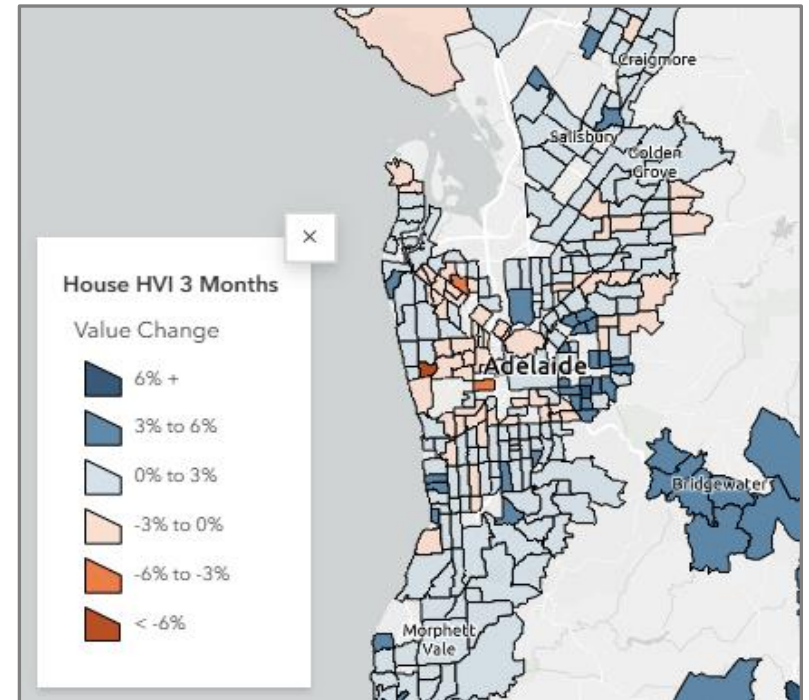 Craigmore
Salisbury
Golden
Grove
×
House HVI 3 Months
Value Change
6% +
3% to 6%
0% to 3%
-3% to 0%
-6% to -3%
< -6%
Adelaide
Bridgewater
Morphett
Vale